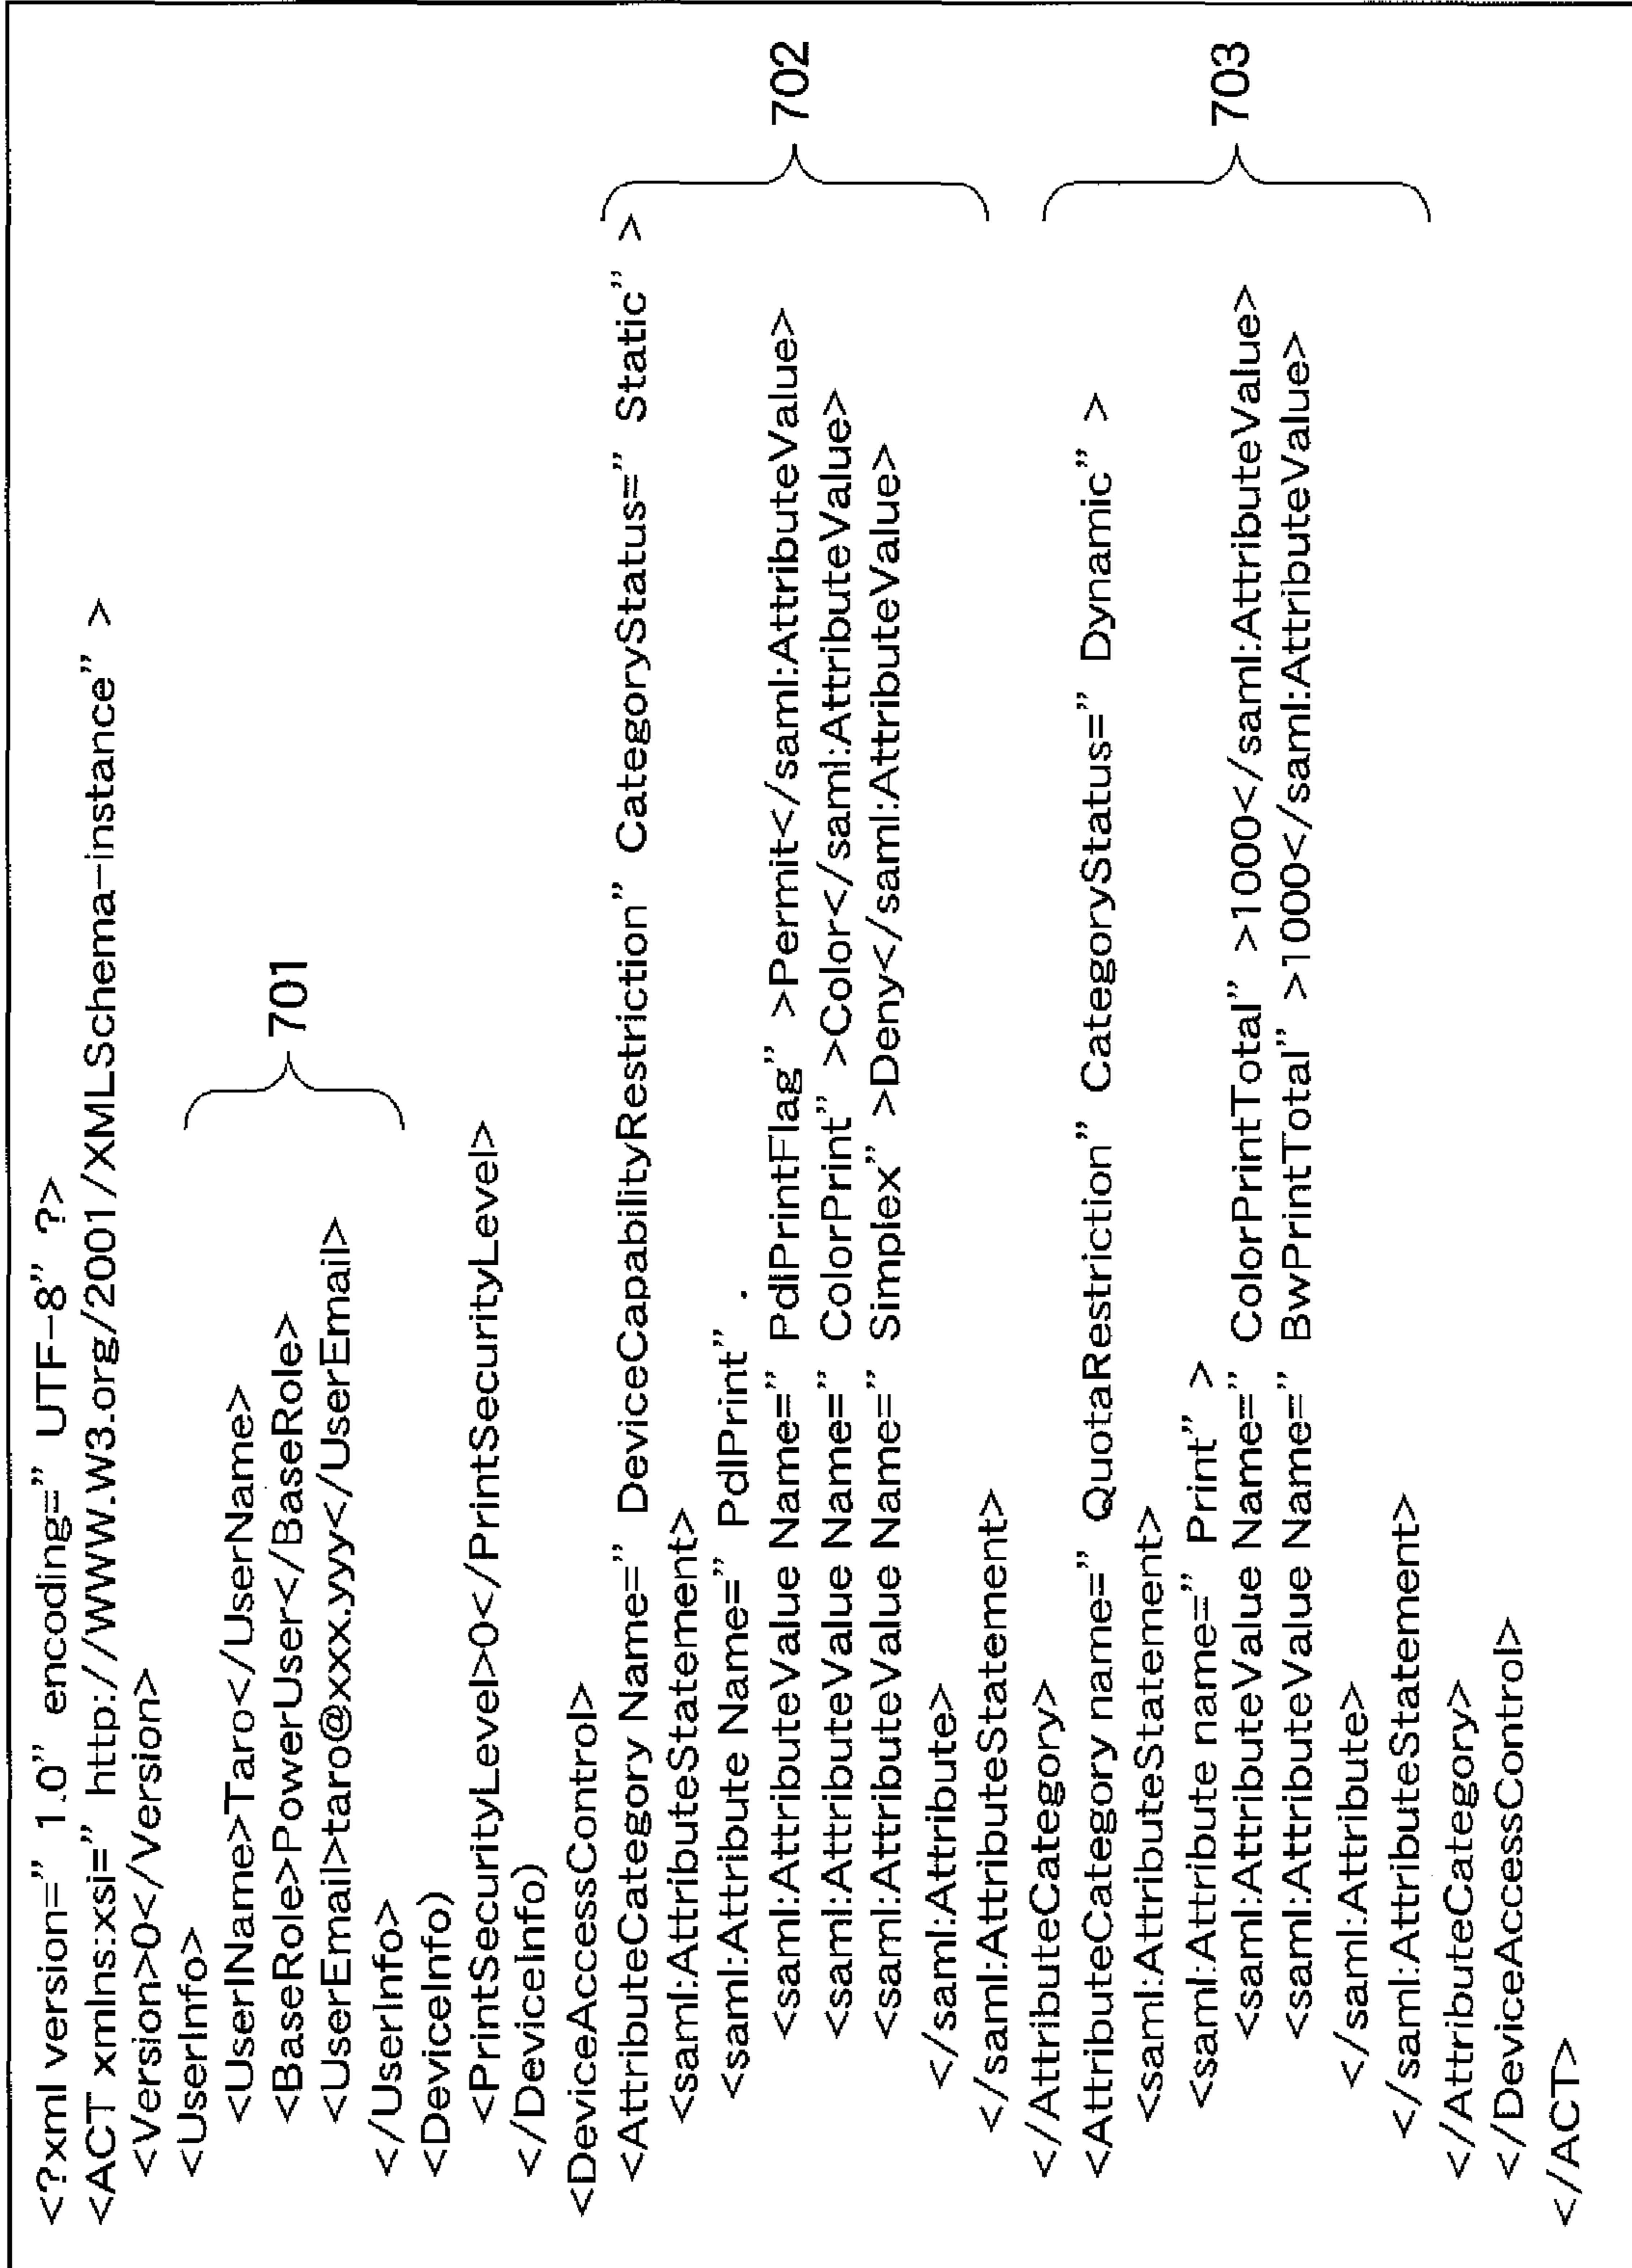 <?xml version=” 1.0” encoding=” UTF-8” ?>
<ACT xmlns:xsi=” http://www.w3.org/2001/XMLSchema-instance” >
<Version>0</Version>
<UserInfo>
<UserName>Taro</UserName>
<BaseRole>PowerUser</BaseRole>
701
<UserEmail>taro@xxx.yyy</UserEmail>
</UserInfo>
<DeviceInfo)
<PrintSecurityLevel>0</PrintSecurityLevel>
</DeviceInfo)
<DeviceAccessControl>
<AttributeCategory Name=” DeviceCapabilityRestriction” CategoryStatus=” Static” >
<saml:AttributeStatement>
<saml:Attribute Name=” PdlPrint”.
<saml:AttributeValue Name=” PdlPrintFlag” >Permit</saml:AttributeValue>
702
<saml:AttributeValue Name=” ColorPrint” >Color</saml:AttributeValue>
<saml:AttributeValue Name=” Simplex” >Deny</saml:AttributeValue>
</saml:Attribute>
</saml:AttributeStatement>
</AttributeCategory>
<AttributeCategory name=” QuotaRestriction” CategoryStatus=” Dynamic” >
<saml:AttributeStatement>
<saml:Attribute name=” Print” >
<saml:AttributeValue Name=” ColorPrintTotal” >1000</saml:AttributeValue>
703
<saml:AttributeValue Name=” BwPrintTotal” >1000</saml:AttributeValue>
</saml:Attribute>
</saml:AttributeStatement>
</AttributeCategory>
</DeviceAccessControl>
</ACT>